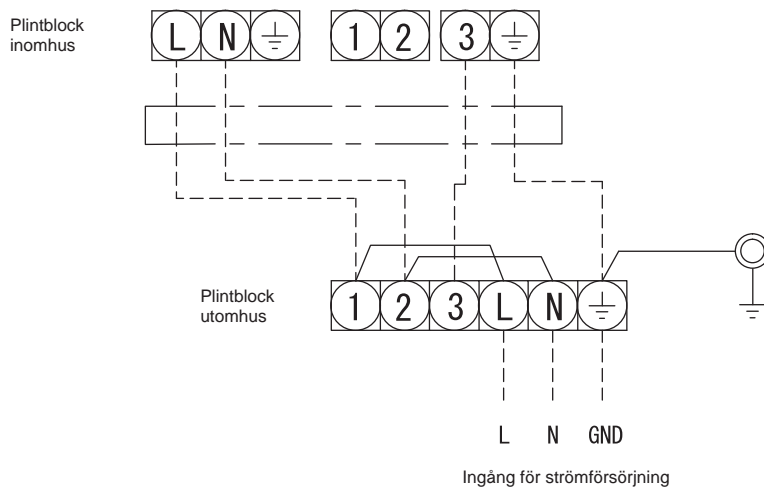 Plintblock
inomhus
L N 1 2 3
Plintblock
utomhus
1 2 3 L N
L N GND
Ingång för strömförsörjning